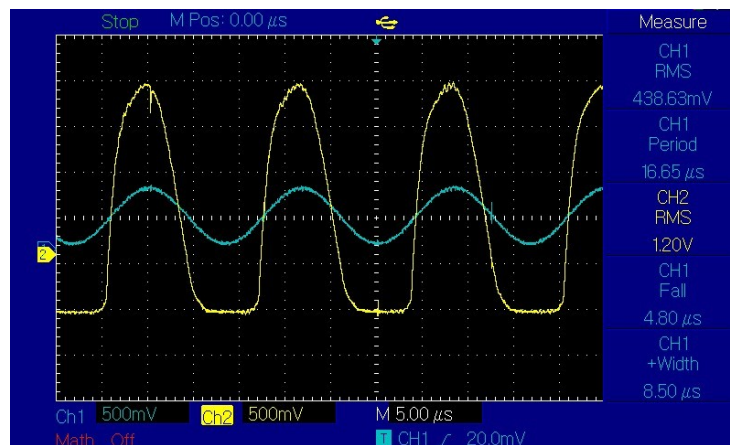 Stop M Pos: 0.00 μs Measure
CH1
RMS
438.63mV
CH1
Period
16.65 μs
CH2
RMS
1.20V
CH1
Fall
4.80 μs
CH1
+Width
8.50 μs
2
Ch1 500mV Ch2 500mV M 5.00 μs
Math Off T CH1 / 20.0mV